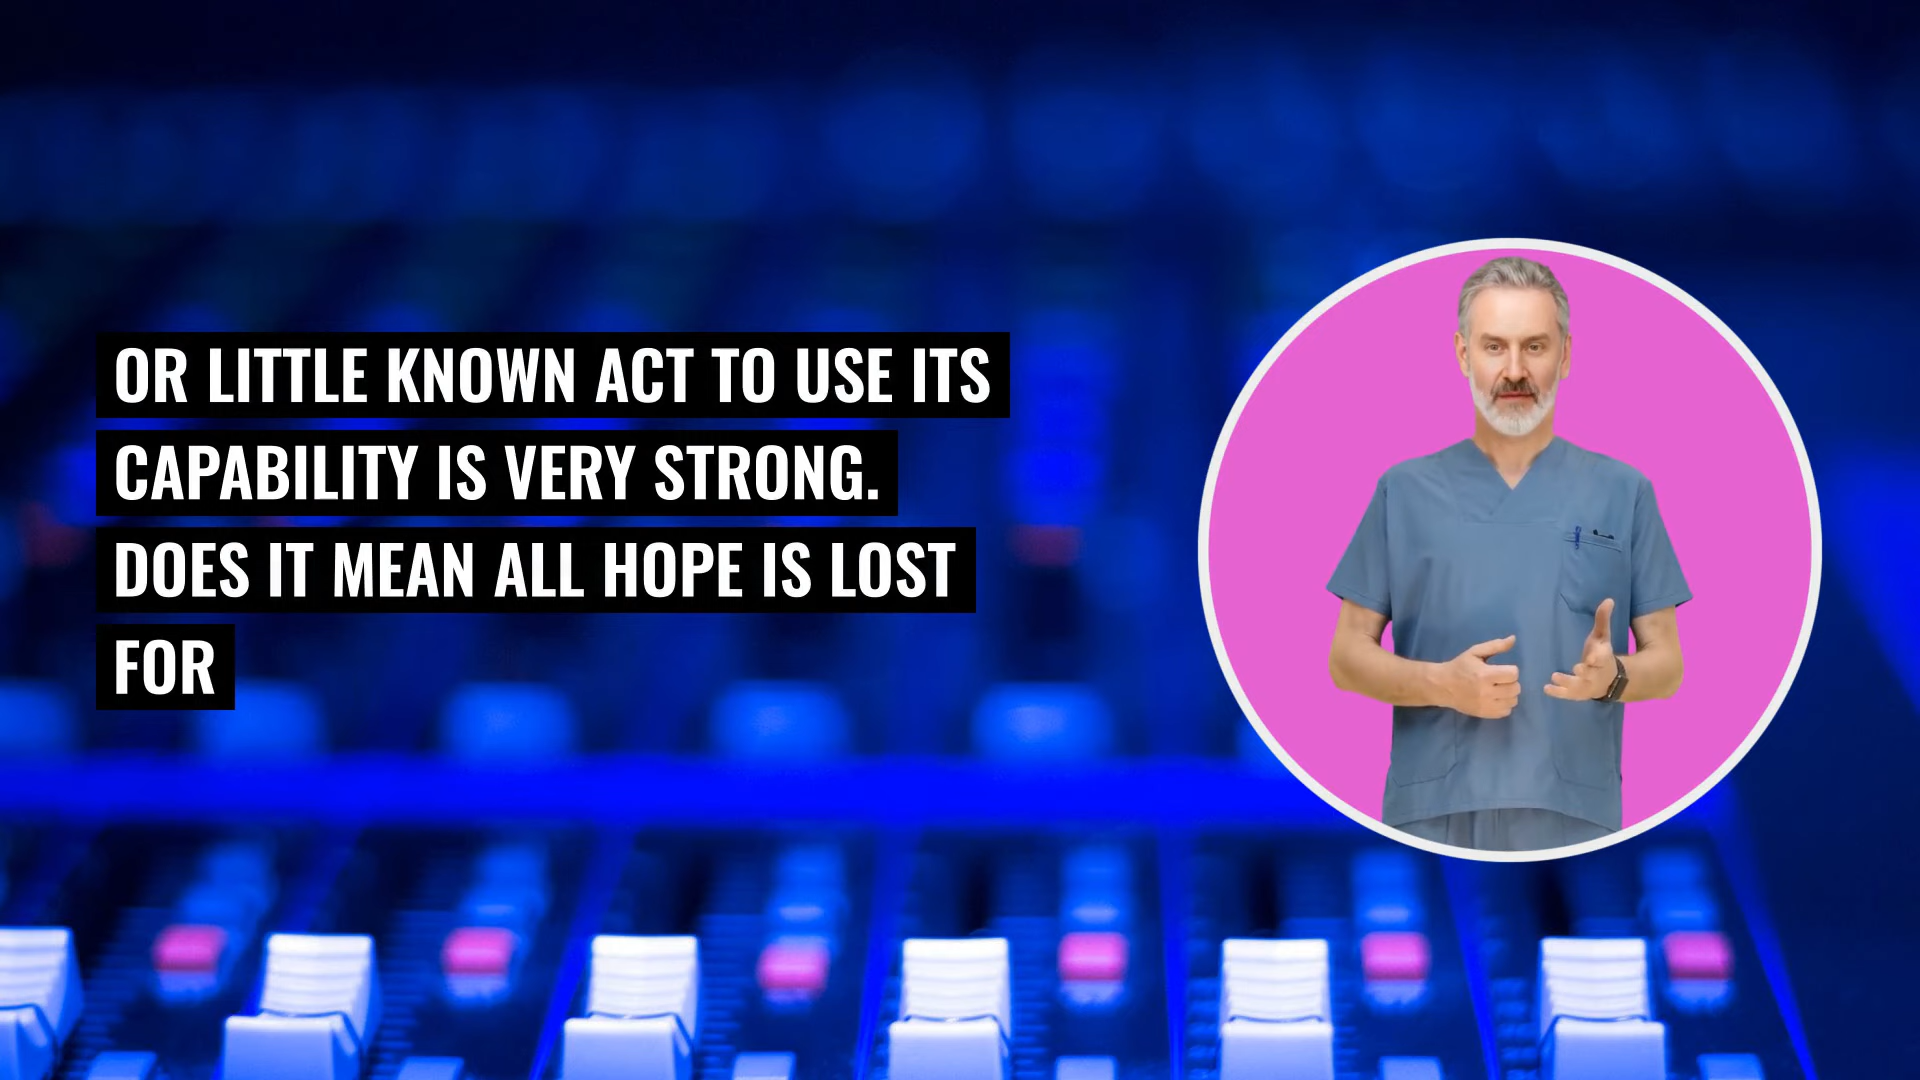 OR LITTLE KNOWN ACT TO USE ITS
CAPABILITY IS VERY STRONG.
DOES IT MEAN ALL HOPE IS LOST
FOR